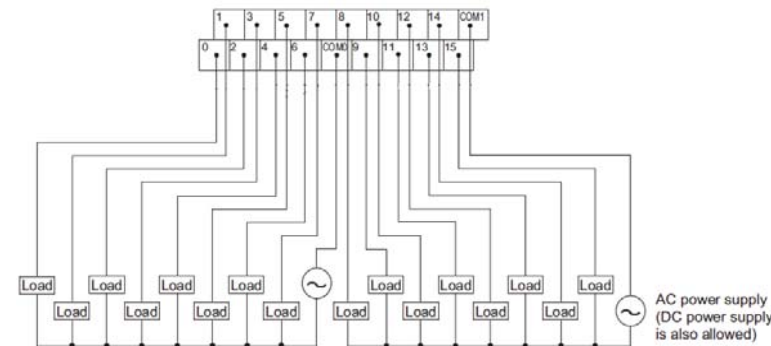 1 3 5 7 8 10 12 14 COM1
0 2 4 6 COM0 9 11 13 15
Load Load Load Load Load Load Load Load
Load Load Load Load Load Load Load Load
AC power supply
(DC power supply
is also allowed)